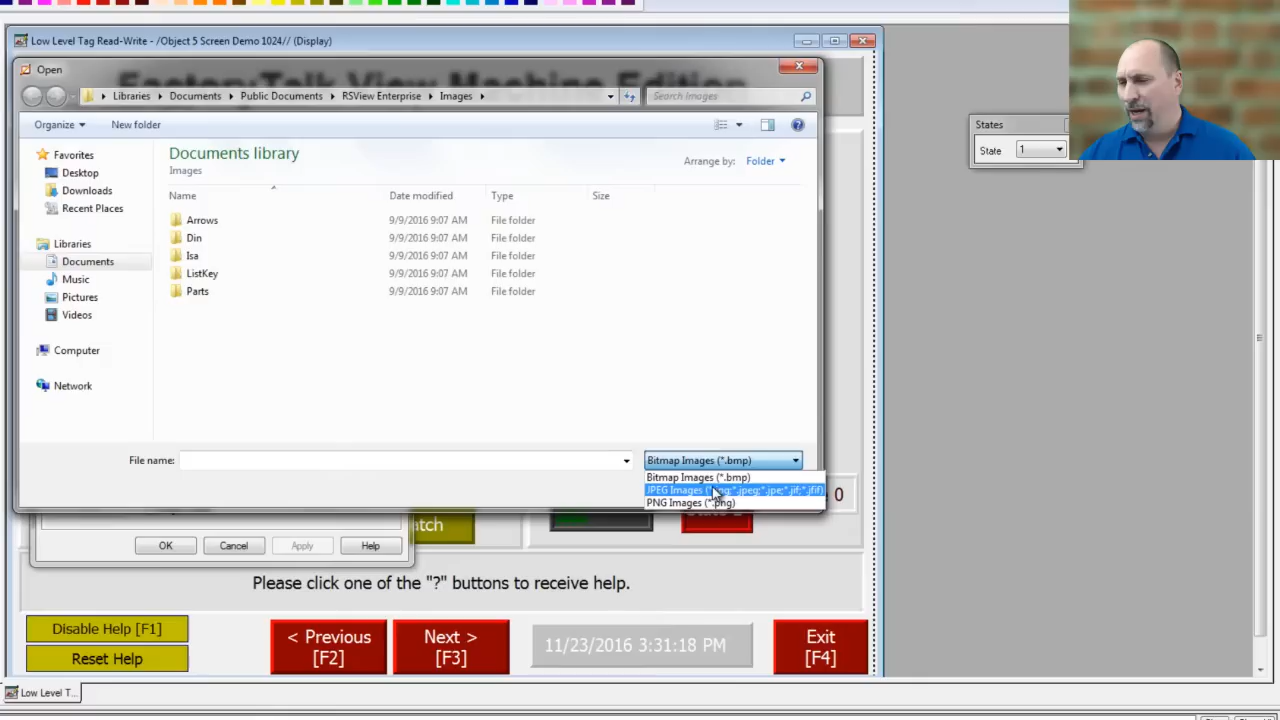 Low Level Tag Read-Write - /Object 5 Screen Demo 1024// (Display)
Open
Libraries Documents Public Documents RSView Enterprise Images
Search Images
Organize New folder
States
State 1
Favorites
Desktop
Downloads
Recent Places
Libraries
Documents
Music
Pictures
Videos
Computer
Network
Documents library
Images
Arrange by: Folder
Name Date modified Type Size
Arrows 9/9/2016 9:07 AM File folder
Din 9/9/2016 9:07 AM File folder
Isa 9/9/2016 9:07 AM File folder
ListKey 9/9/2016 9:07 AM File folder
Parts 9/9/2016 9:07 AM File folder
File name:
Bitmap Images (*.bmp)
Bitmap Images (*.bmp)
JPEG Images *.jpeg;*.jpe;*.jif;*.jfif)
PNG Images (*.png)
0
atch
OK Cancel Apply Help
Please click one of the "?" buttons to receive help.
Disable Help [F1]
Reset Help
< Previous
[F2]
Next >
[F3]
11/23/2016 3:31:18 PM
Exit
[F4]
Low Level T...